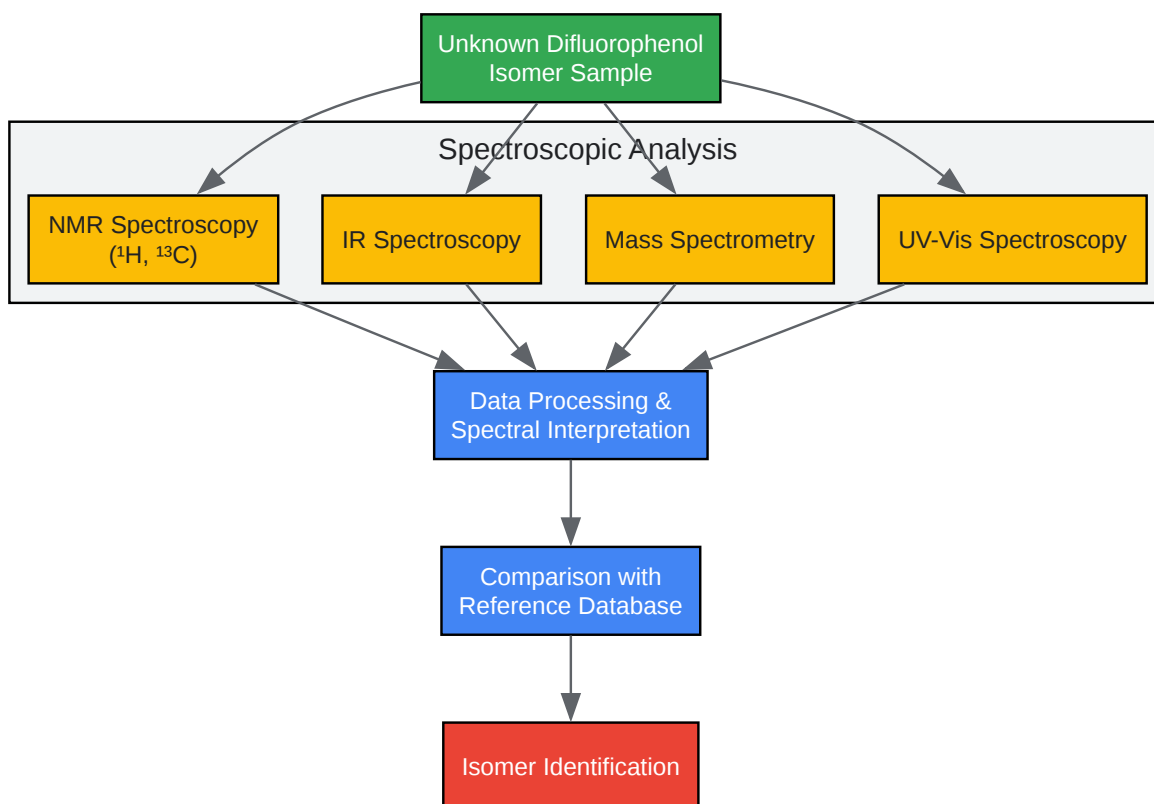 Unknown Difluorophenol
Isomer Sample
Spectroscopic Analysis
NMR Spectroscopy
(¹H, ¹³C)
IR Spectroscopy
Mass Spectrometry
UV-Vis Spectroscopy
Data Processing &
Spectral Interpretation
Comparison with
Reference Database
Isomer Identification